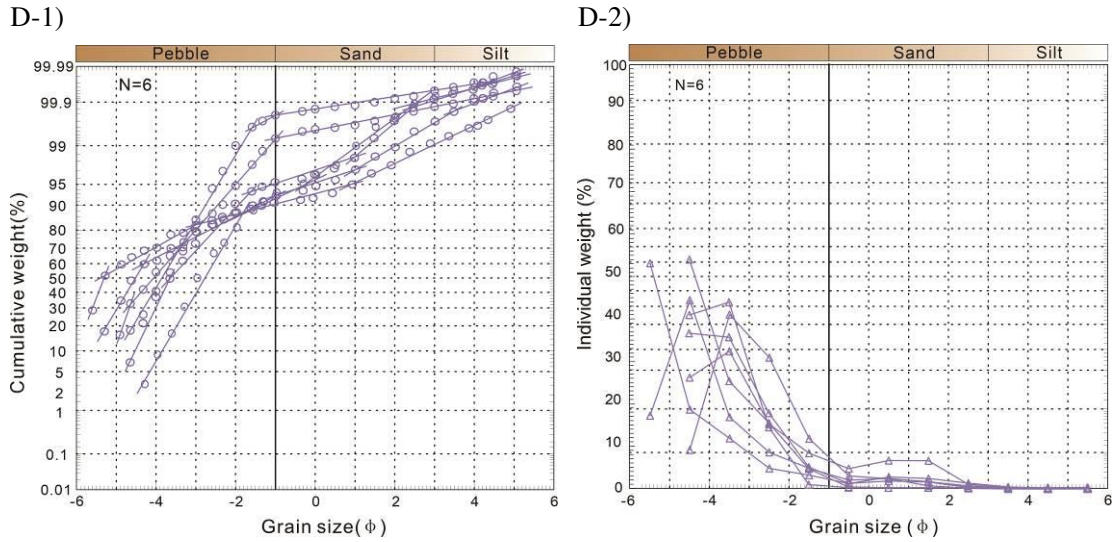 D-1)
Pebble Sand Silt
N=6
99.99
99.9
99
95
90
80
70
60
50
40
30
20
10
5
2
1
0.1
0.01
Cumulative weight(%)
-6 -4 -2 0 2 4 6
Grain size(ϕ)
D-2)
Pebble Sand Silt
N=6
100
90
80
70
60
50
40
30
20
10
0
Individual weight (%)
-6 -4 -2 0 2 4 6
Grain size (ϕ)